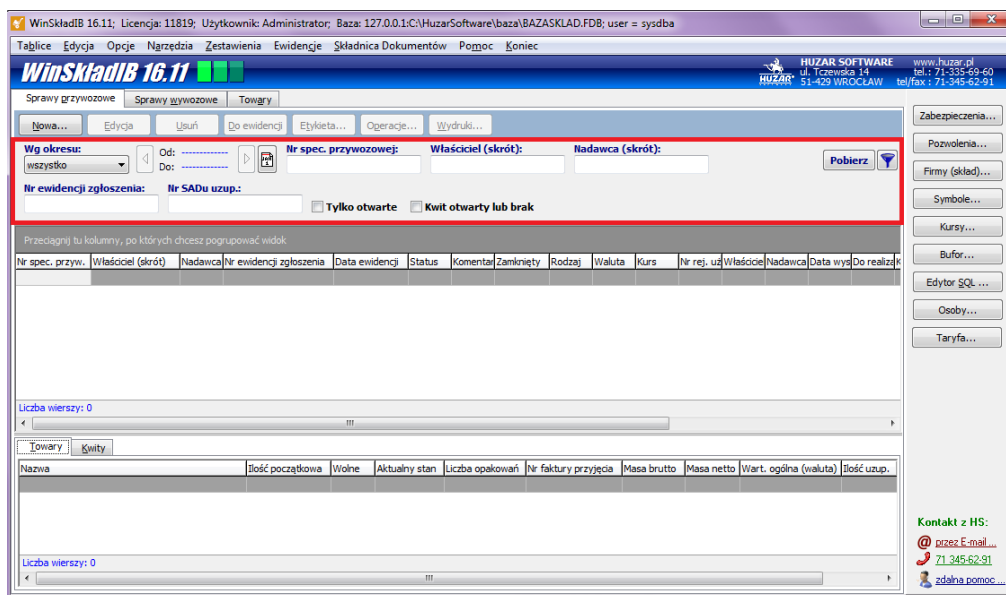 WinSkładIB 16.11; Licencja: 11819; Użytkownik: Administrator; Baza: 127.0.0.1:C:\HuzarSoftware\baza\BAZASKLAD.FDB; user = sysdba
Tablice Edycja Opcje Narzędzia Zestawienia Ewidencje Składnica Dokumentów Pomoc Koniec
WinSkładIB 16.11
HUZAR
HUZAR SOFTWARE www.huzar.pl
ul. Tczewska 14 tel.: 71-335-69-60
51-429 WROCŁAW tel/fax : 71-345-62-91
Sprawy przywozowe Sprawy wywozowe Towary
Nowa... Edycja Usuń Do ewidencji Etykieta... Operacje... Wydruki...
Wg okresu: Od: ------------- Nr spec. przywozowej: Właściciel (skrót): Nadawca (skrót):
wszystko Do: ------------- Pobierz
Nr ewidencji zgłoszenia: Nr SADu uzup.:
Tylko otwarte Kwit otwarty lub brak
Przeciągnij tu kolumny, po których chcesz pogrupować widok
Nr spec. przyw. Właściciel (skrót) Nadawca Nr ewidencji zgłoszenia Data ewidencji Status Komentar Zamknięty Rodzaj Waluta Kurs Nr rej. uż Właścicie Nadawca Data wys Do realiza K
Liczba wierszy: 0
Towary Kwity
Nazwa Ilość początkowa Wolne Aktualny stan Liczba opakowań Nr faktury przyjęcia Masa brutto Masa netto Wart. ogólna (waluta) Ilość uzup.
Liczba wierszy: 0
Zabezpieczenia...
Pozwolenia...
Firmy (skład)...
Symbole...
Kursy...
Bufor...
Edytor SQL ...
Osoby...
Taryfa...
Kontakt z HS:
przez E-mail ...
71 345-62-91
zdalna pomoc ...